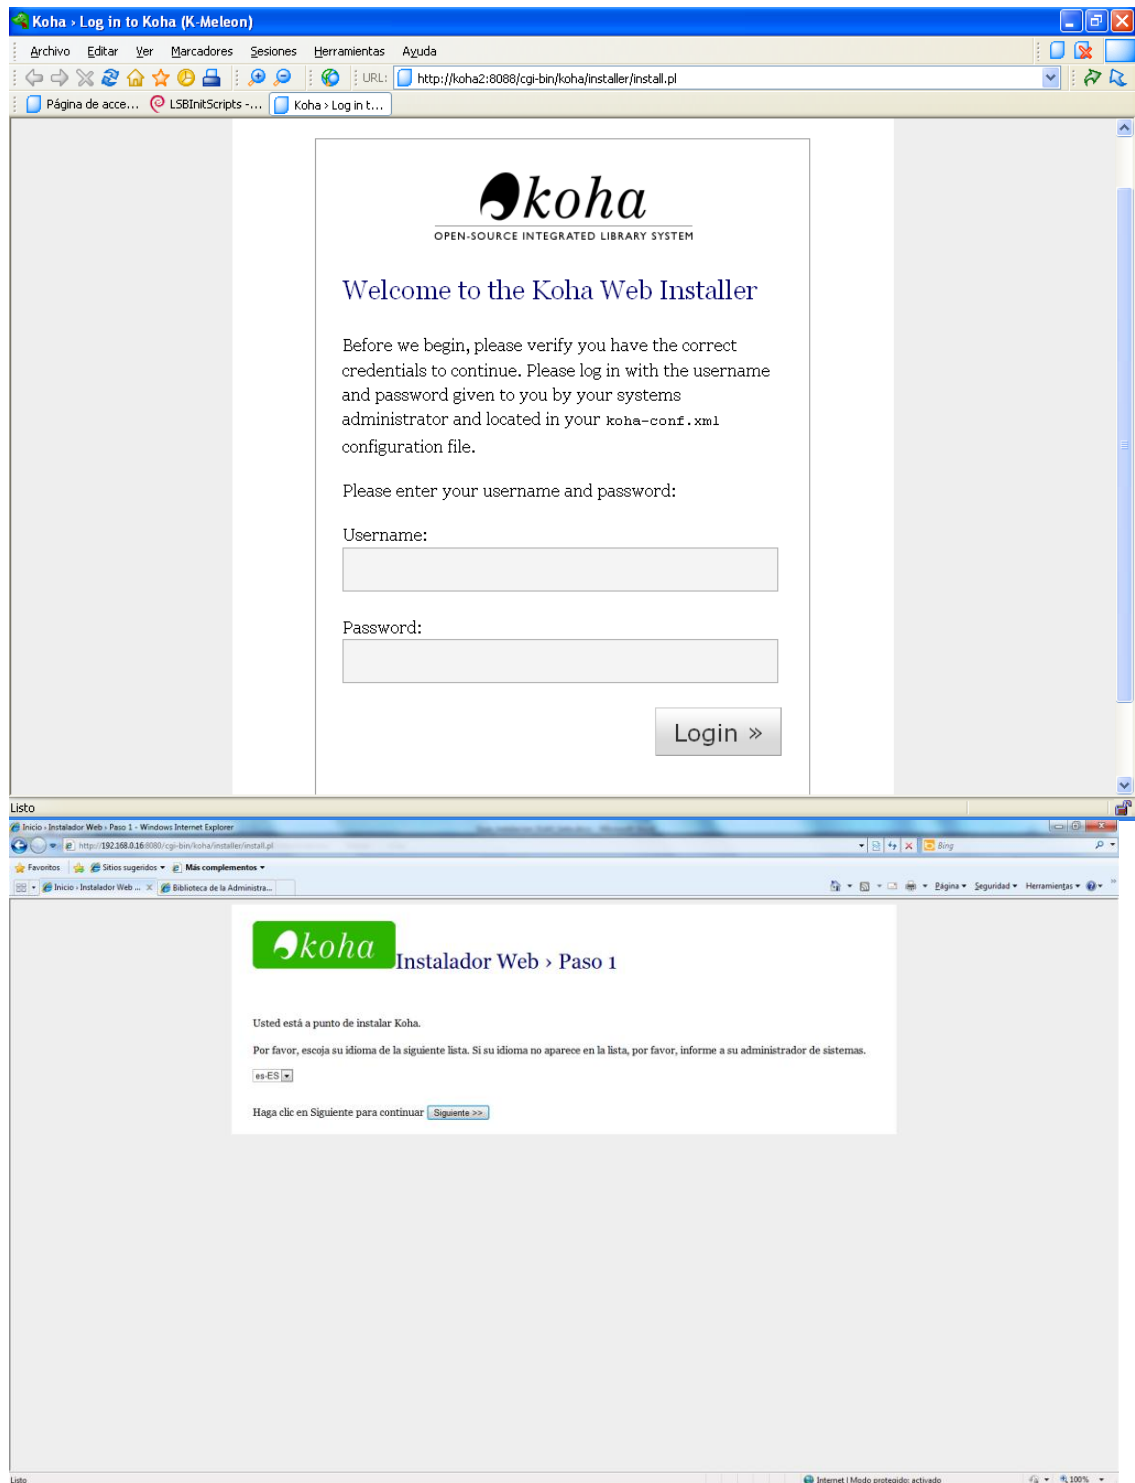 Koha › Log in to Koha (K-Meleon)
Archivo Editar Ver Marcadores Sesiones Herramientas Ayuda
URL: http://koha2:8088/cgi-bin/koha/installer/install.pl
Página de acce... LSBInitScripts -... Koha › Log in t...
koha
OPEN-SOURCE INTEGRATED LIBRARY SYSTEM
Welcome to the Koha Web Installer
Before we begin, please verify you have the correct
credentials to continue. Please log in with the username
and password given to you by your systems
administrator and located in your koha-conf.xml
configuration file.
Please enter your username and password:
Username:
Password:
Login »
Listo
Inicio › Instalador Web › Paso 1 - Windows Internet Explorer
http://192.168.0.16:8080/cgi-bin/koha/installer/install.pl
Bing
Favoritos Sitios sugeridos Más complementos
Inicio › Instalador Web ... Biblioteca de la Administra...
Página Seguridad Herramientas
koha Instalador Web › Paso 1
Usted está a punto de instalar Koha.
Por favor, escoja su idioma de la siguiente lista. Si su idioma no aparece en la lista, por favor, informe a su administrador de sistemas.
es-ES
Haga clic en Siguiente para continuar Siguiente >>
Listo
Internet | Modo protegido: activado
100%